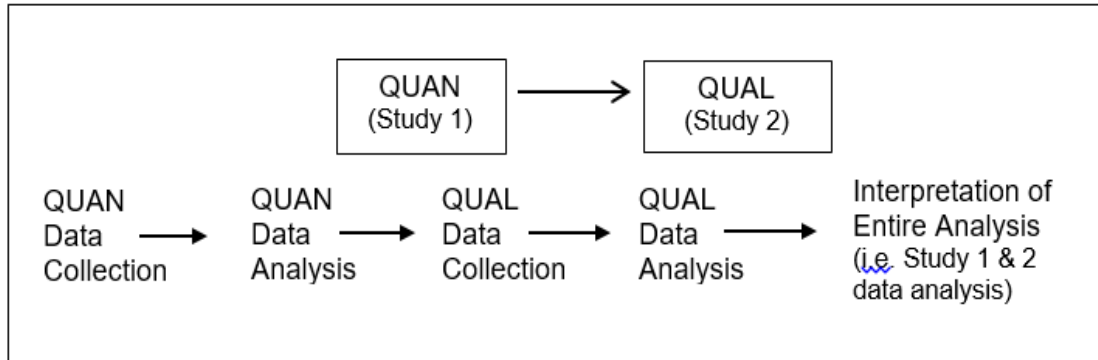 QUAN
(Study 1)
QUAL
(Study 2)
QUAN
Data
Collection
QUAN
Data
Analysis
QUAL
Data
Collection
QUAL
Data
Analysis
Interpretation of
Entire Analysis
(i.e. Study 1 & 2
data analysis)